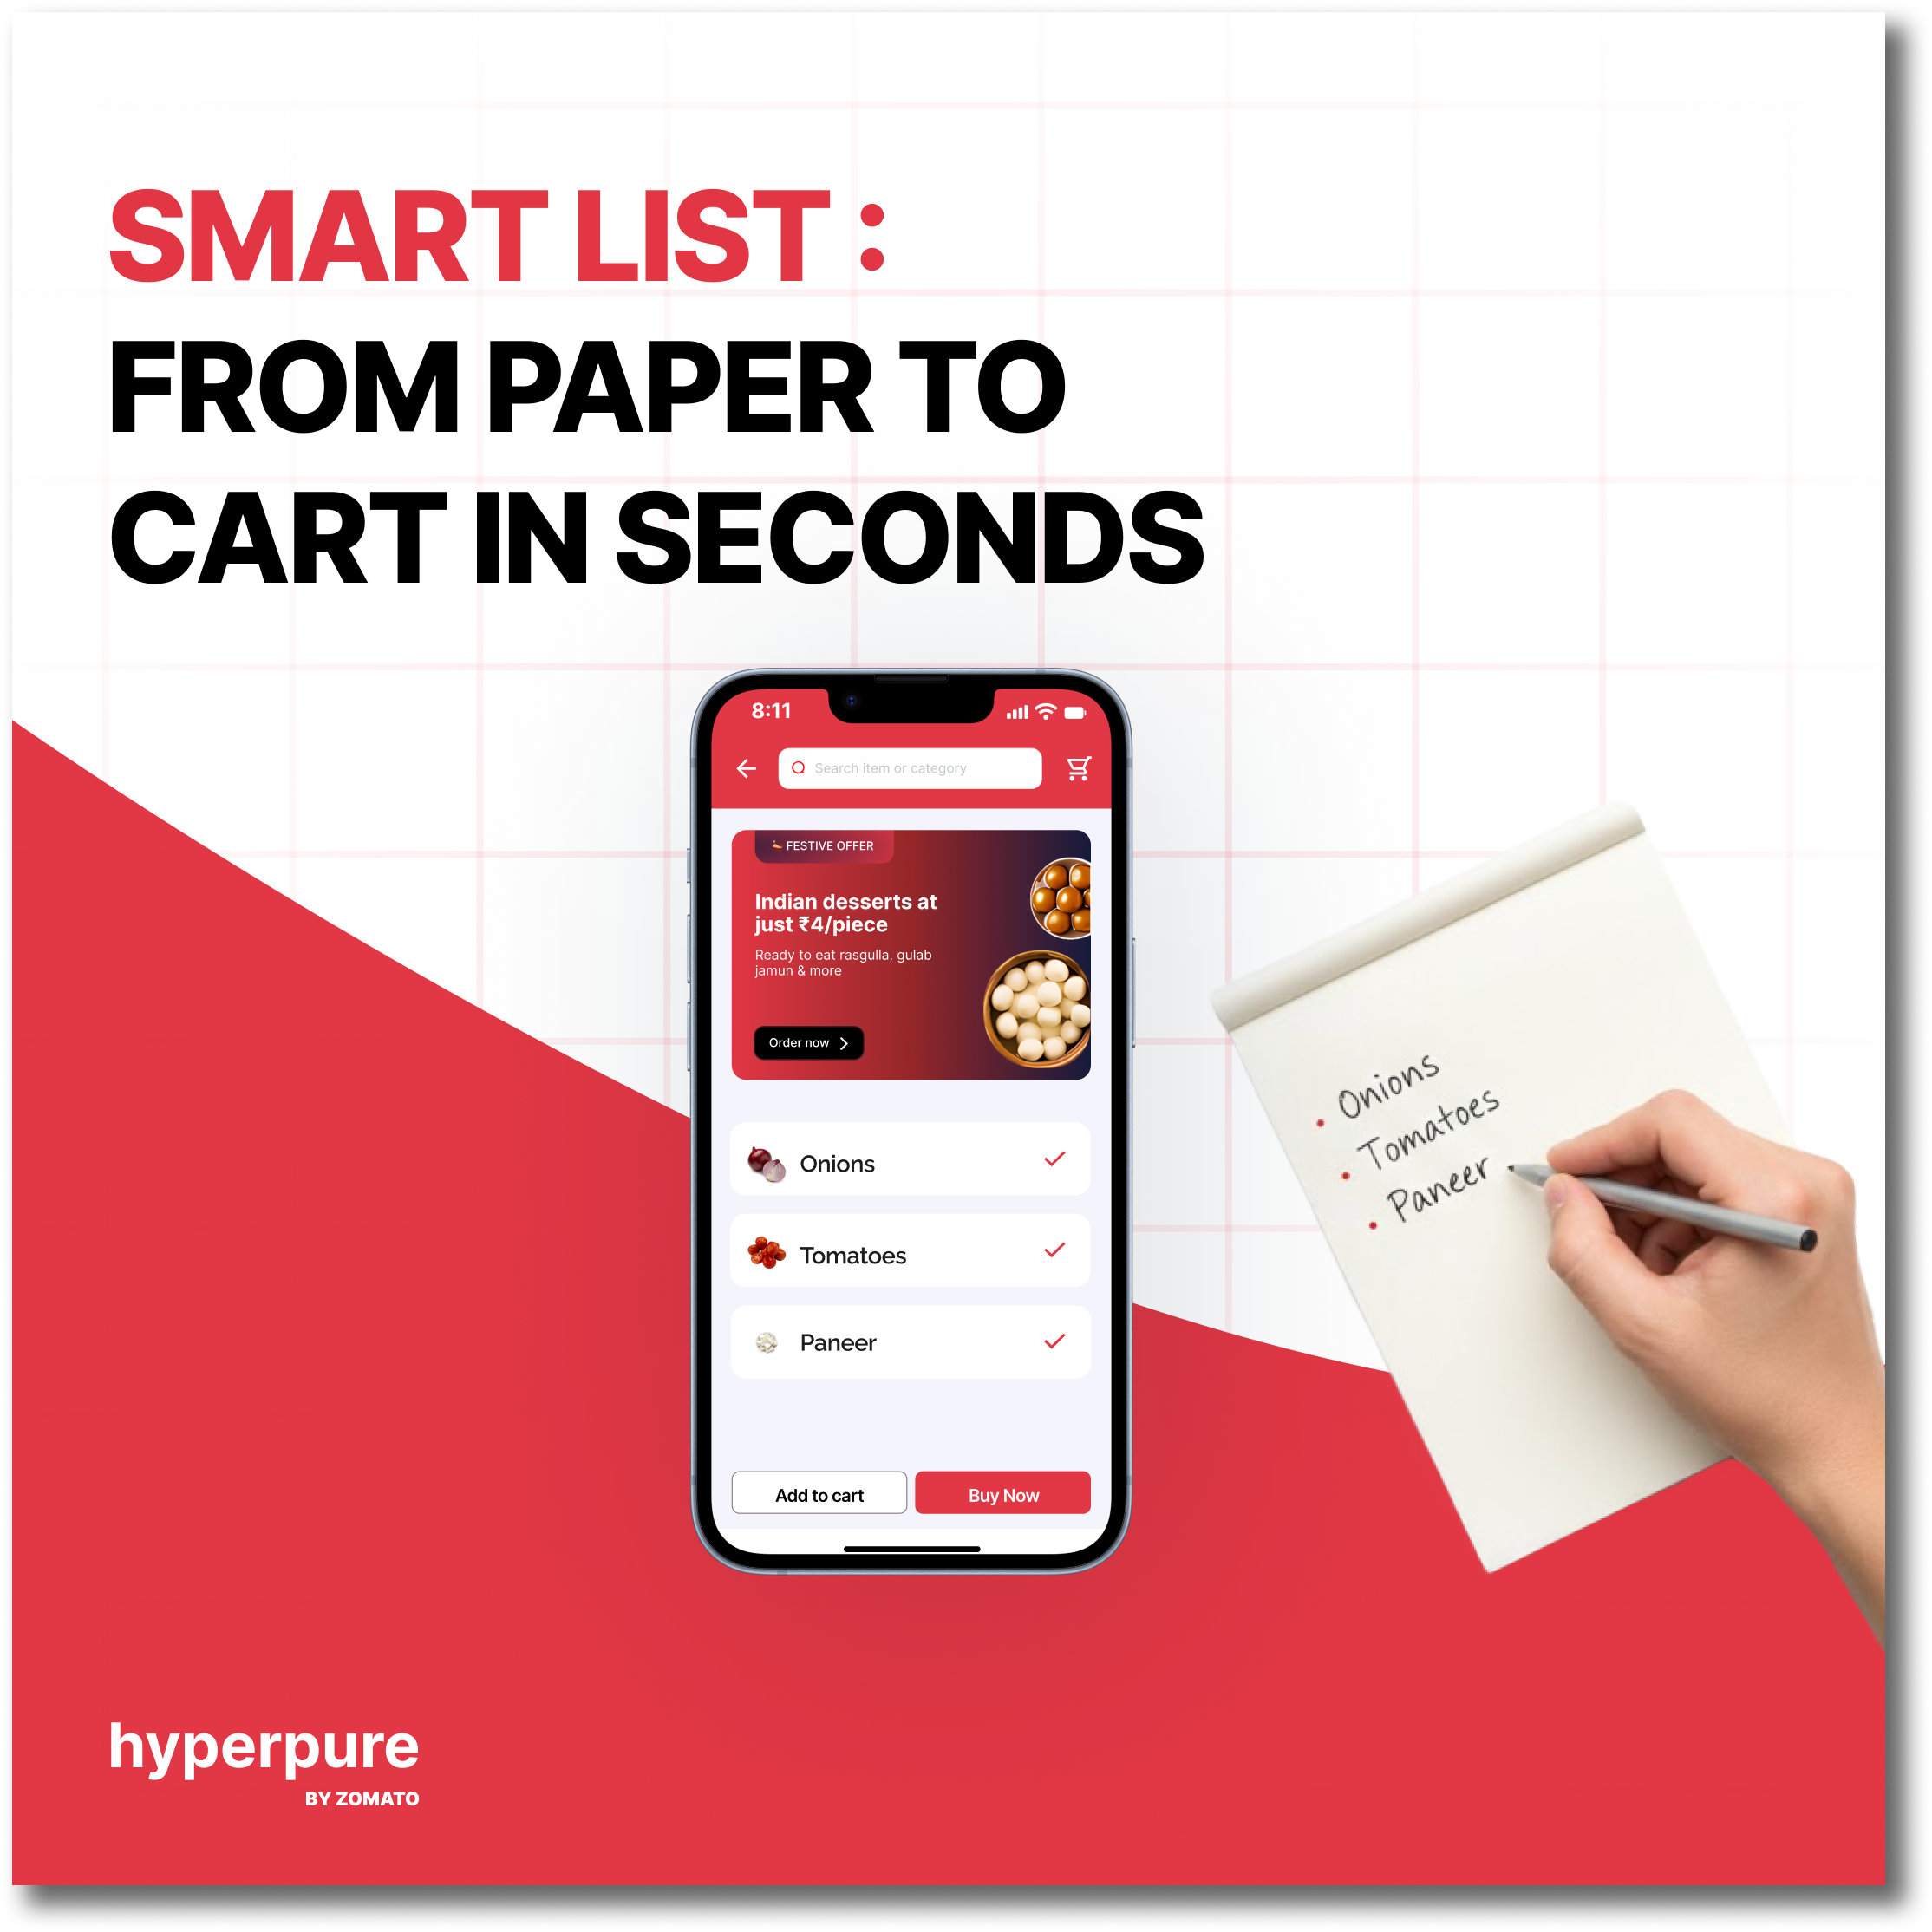 SMART LIST :
FROM PAPER TO
CART IN SECONDS
8:11
Search item or category
FESTIVE OFFER
Indian desserts at
just ₹4/piece
Ready to eat rasgulla, gulab
jamun & more
Order now
Onions
Tomatoes
Paneer
Add to cart
Buy Now
Onions
Tomatoes
Paneer
hyperpure
BY ZOMATO